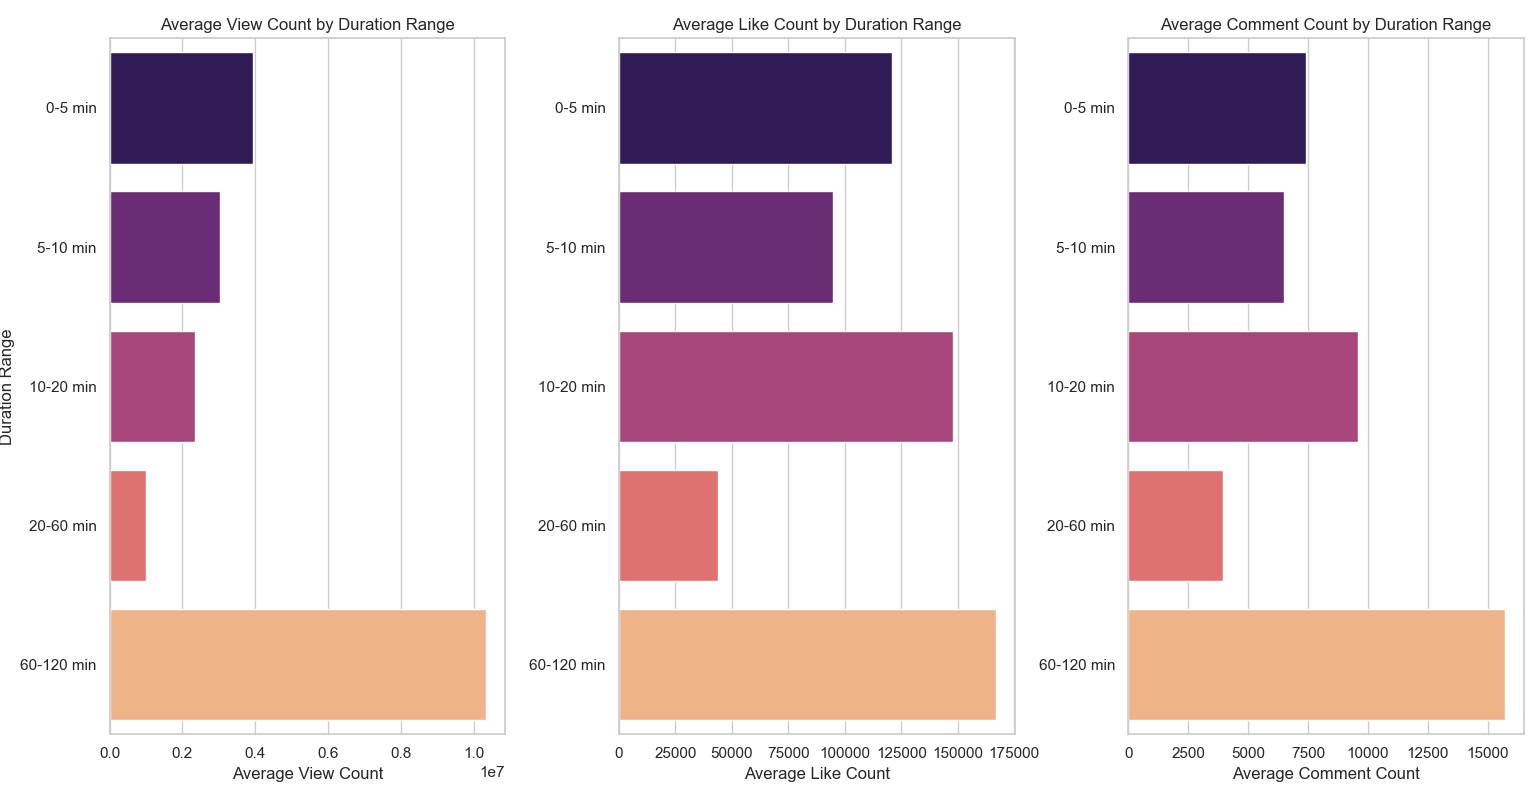 Average View Count by Duration Range
0-5 min
5-10 min
10-20 min
20-60 min
60-120 min
Duration Range
0.0 0.2 0.4 0.6 0.8 1.0
1e7
Average View Count
Average Like Count by Duration Range
0-5 min
5-10 min
10-20 min
20-60 min
60-120 min
0 25000 50000 75000 100000 125000 150000 175000
Average Like Count
Average Comment Count by Duration Range
0-5 min
5-10 min
10-20 min
20-60 min
60-120 min
0 2500 5000 7500 10000 12500 15000
Average Comment Count